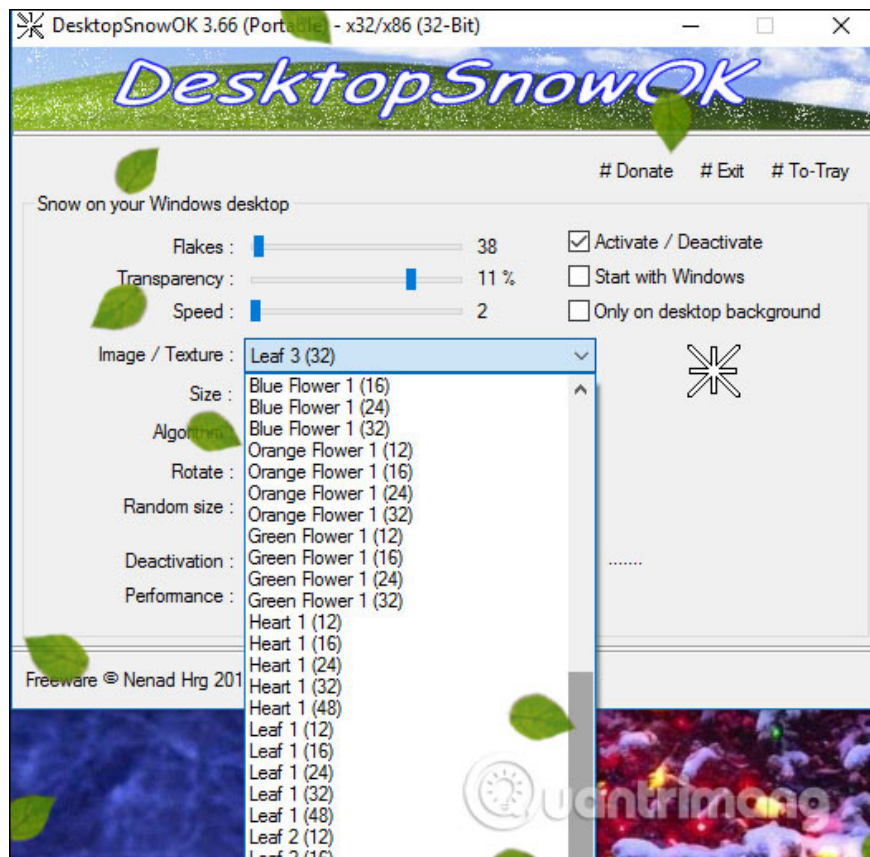 DesktopSnowOK 3.66 (Portable) - x32/x86 (32-Bit)
DesktopSnowOK
# Donate # Exit # To-Tray
Snow on your Windows desktop
Flakes : 38
Activate / Deactivate
Transparency : 11 %
Start with Windows
Speed : 2
Only on desktop background
Image / Texture : Leaf 3 (32)
Size :
Algorithm :
Rotate :
Random size :
Deactivation :
.......
Performance :
Blue Flower 1 (16)
Blue Flower 1 (24)
Blue Flower 1 (32)
Orange Flower 1 (12)
Orange Flower 1 (16)
Orange Flower 1 (24)
Orange Flower 1 (32)
Green Flower 1 (12)
Green Flower 1 (16)
Green Flower 1 (24)
Green Flower 1 (32)
Heart 1 (12)
Heart 1 (16)
Heart 1 (24)
Heart 1 (32)
Heart 1 (48)
Leaf 1 (12)
Leaf 1 (16)
Leaf 1 (24)
Leaf 1 (32)
Leaf 1 (48)
Leaf 2 (12)
Leaf 2 (16)
Freeware © Nenad Hrg 201
Quantrimang